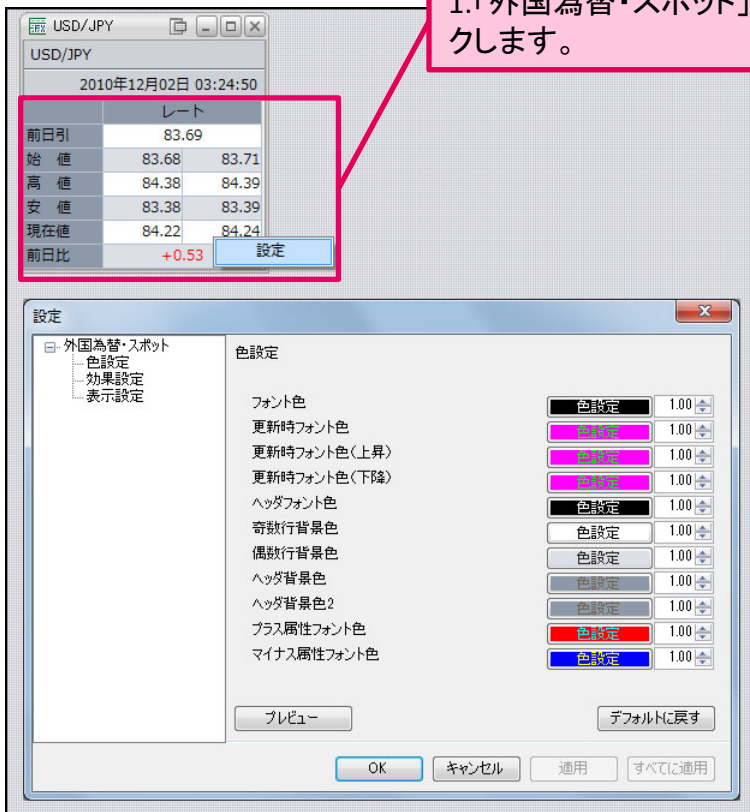 1.「外国為替・スポット」
クします。
USD/JPY
USD/JPY
2010年12月02日 03:24:50
レート
前日引 83.69
始 値 83.68 83.71
高 値 84.38 84.39
安 値 83.38 83.39
現在値 84.22 84.24
前日比 +0.53
設定
設定
外国為替・スポット
色設定
効果設定
表示設定
色設定
フォント色 色設定 1.00
更新時フォント色 色設定 1.00
更新時フォント色(上昇) 色設定 1.00
更新時フォント色(下降) 色設定 1.00
ヘッダフォント色 色設定 1.00
奇数行背景色 色設定 1.00
偶数行背景色 色設定 1.00
ヘッダ背景色 色設定 1.00
ヘッダ背景色2 色設定 1.00
プラス属性フォント色 色設定 1.00
マイナス属性フォント色 色設定 1.00
プレビュー デフォルトに戻す
OK キャンセル 適用 すべてに適用